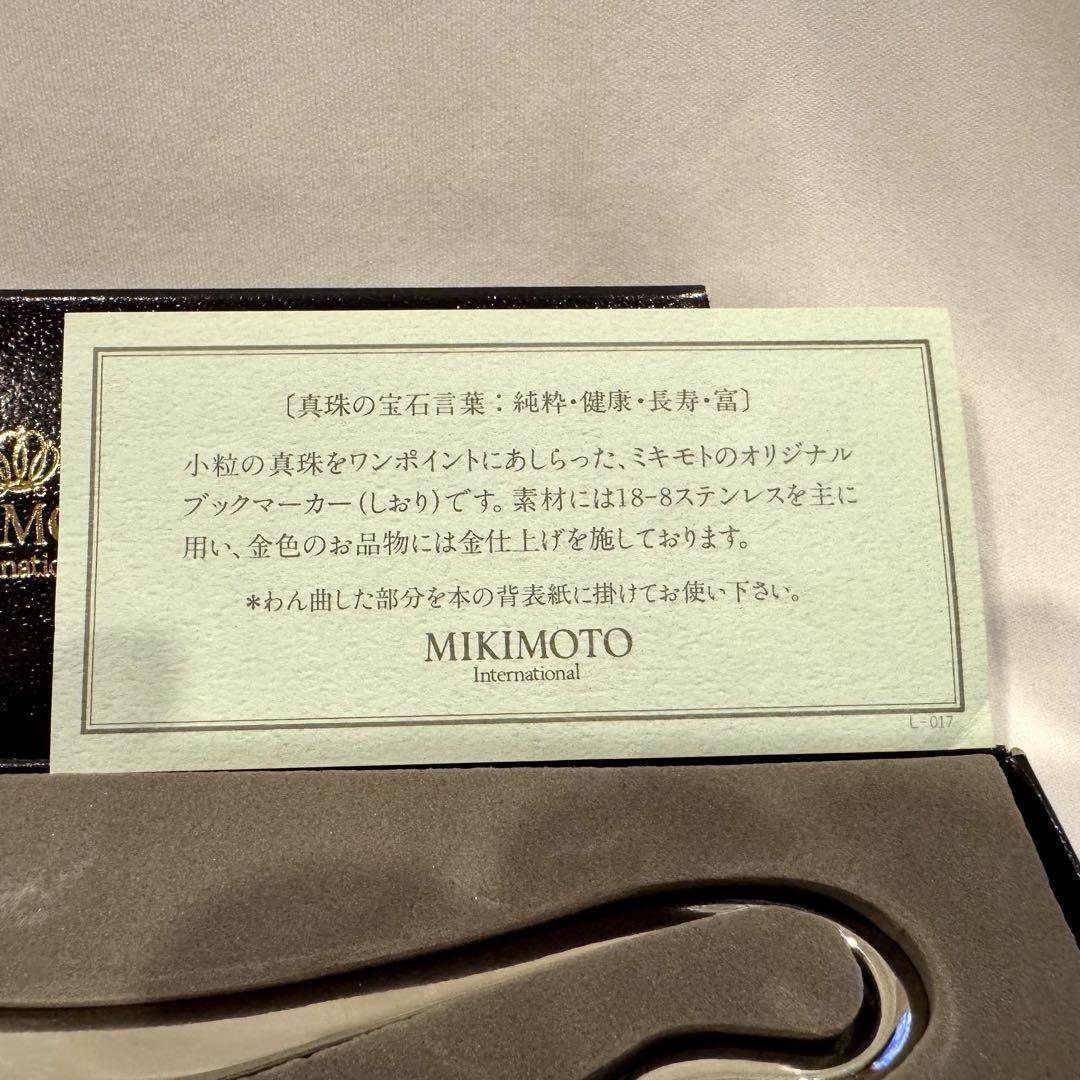 〔真珠の宝石言葉：純粋・健康・長寿・富〕
小粒の真珠をワンポイントにあしらった、ミキモトのオリジナル
ブックマーカー(しおり)です。素材には18-8ステンレスを主に
用い、金色のお品物には金仕上げを施しております。
*わん曲した部分を本の背表紙に掛けてお使い下さい。
MIKIMOTO
International
L-017